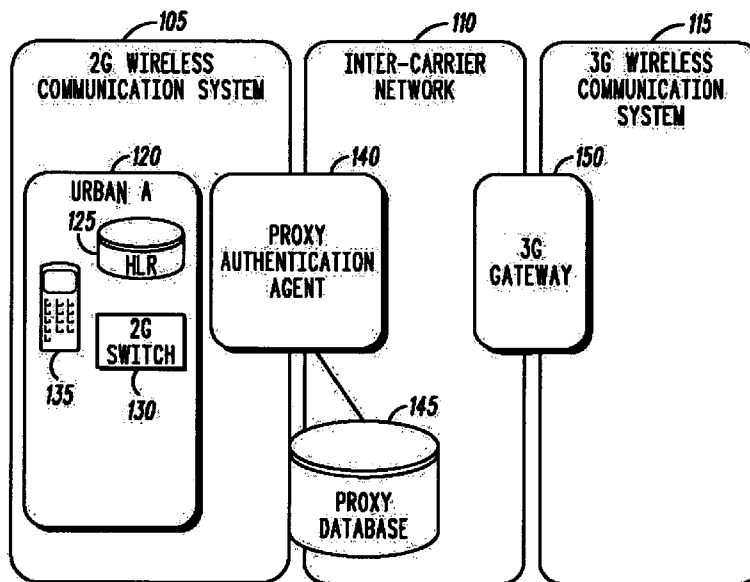 105
110
115
2G WIRELESS
COMMUNICATION SYSTEM
INTER-CARRIER
NETWORK
3G WIRELESS
COMMUNICATION
SYSTEM
120
URBAN A
125
HLR
2G
SWITCH
135
130
140
PROXY
AUTHENTICATION
AGENT
145
PROXY
DATABASE
150
3G
GATEWAY